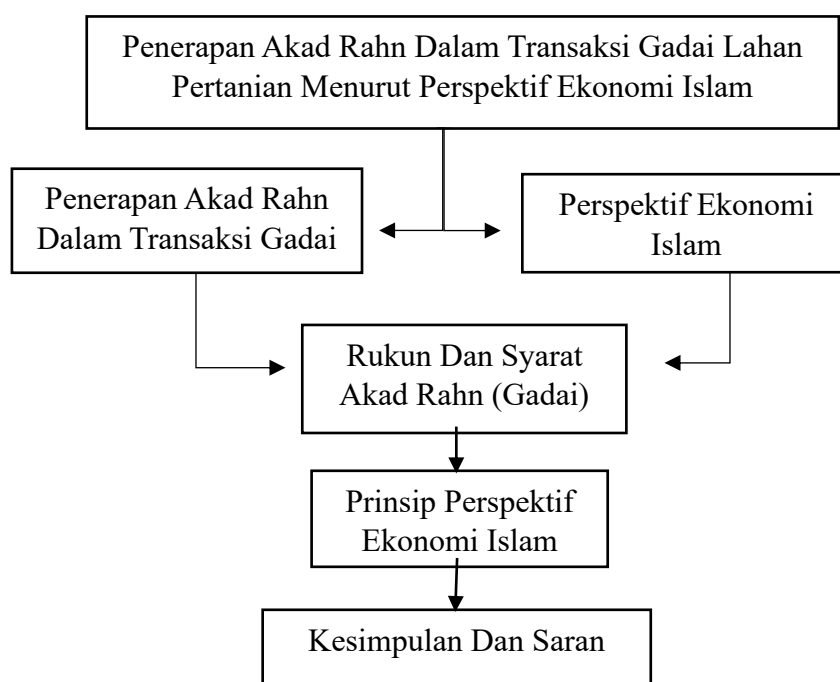 Penerapan Akad Rahn Dalam Transaksi Gadai Lahan
Pertanian Menurut Perspektif Ekonomi Islam
Penerapan Akad Rahn
Dalam Transaksi Gadai
Perspektif Ekonomi
Islam
Rukun Dan Syarat
Akad Rahn (Gadai)
Prinsip Perspektif
Ekonomi Islam
Kesimpulan Dan Saran